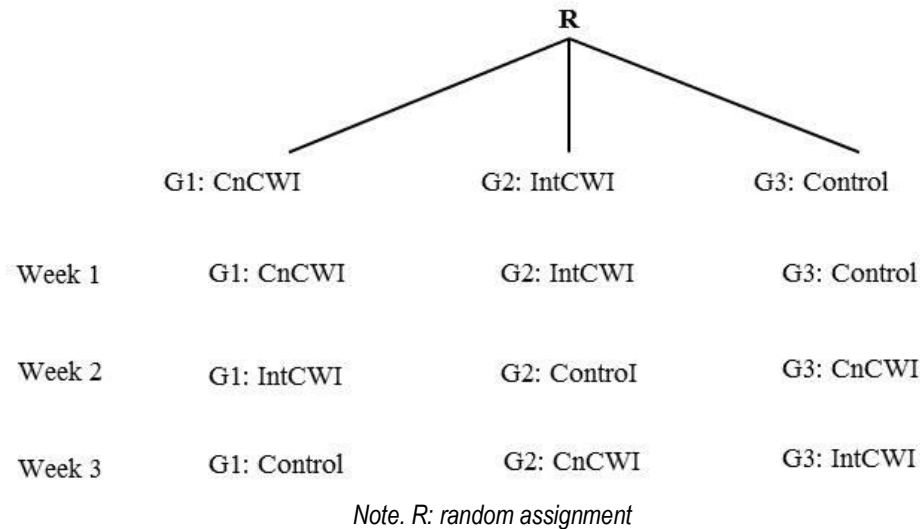 R
G1: CnCWI G2: IntCWI G3: Control
Week 1 G1: CnCWI G2: IntCWI G3: Control
Week 2 G1: IntCWI G2: Control G3: CnCWI
Week 3 G1: Control G2: CnCWI G3: IntCWI
Note. R: random assignment